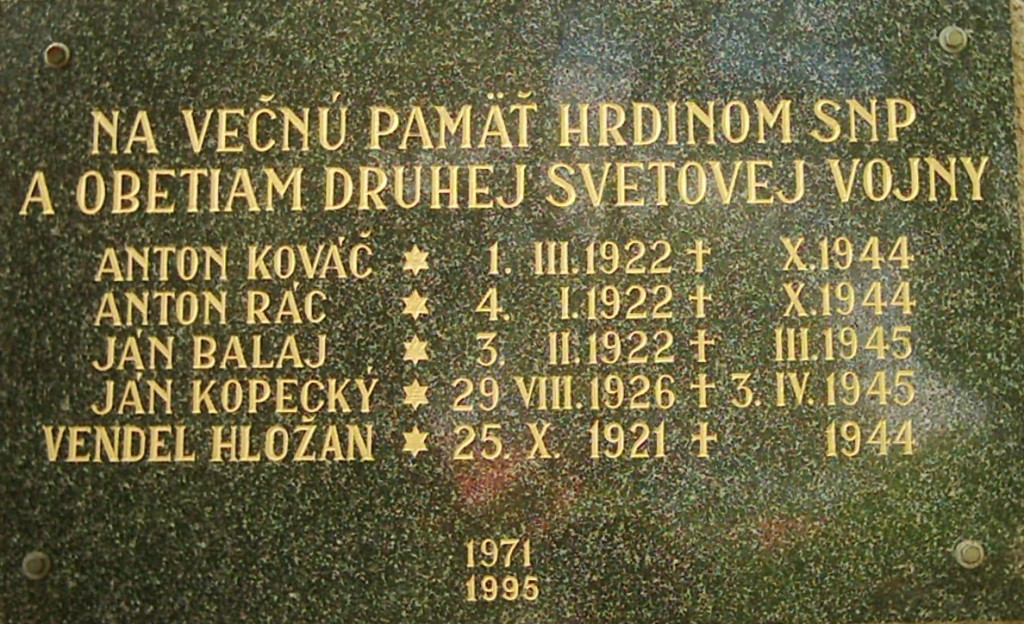 NA VEČNÚ PAMÄŤ HRDINOM SNP
A OBETIAM DRUHEJ SVETOVEJ VOJNY
ANTON KOVÁČ ✶ 1. III.1922 † X.1944
ANTON RÁC ✶ 4. I.1922 † X.1944
JÁN BALAJ ✶ 3. II.1922 † III.1945
JÁN KOPECKÝ ✶ 29 VIII.1926 † 3. IV.1945
VENDEL HLOŽAN ✶ 25. X. 1921 † 1944
1971
1995